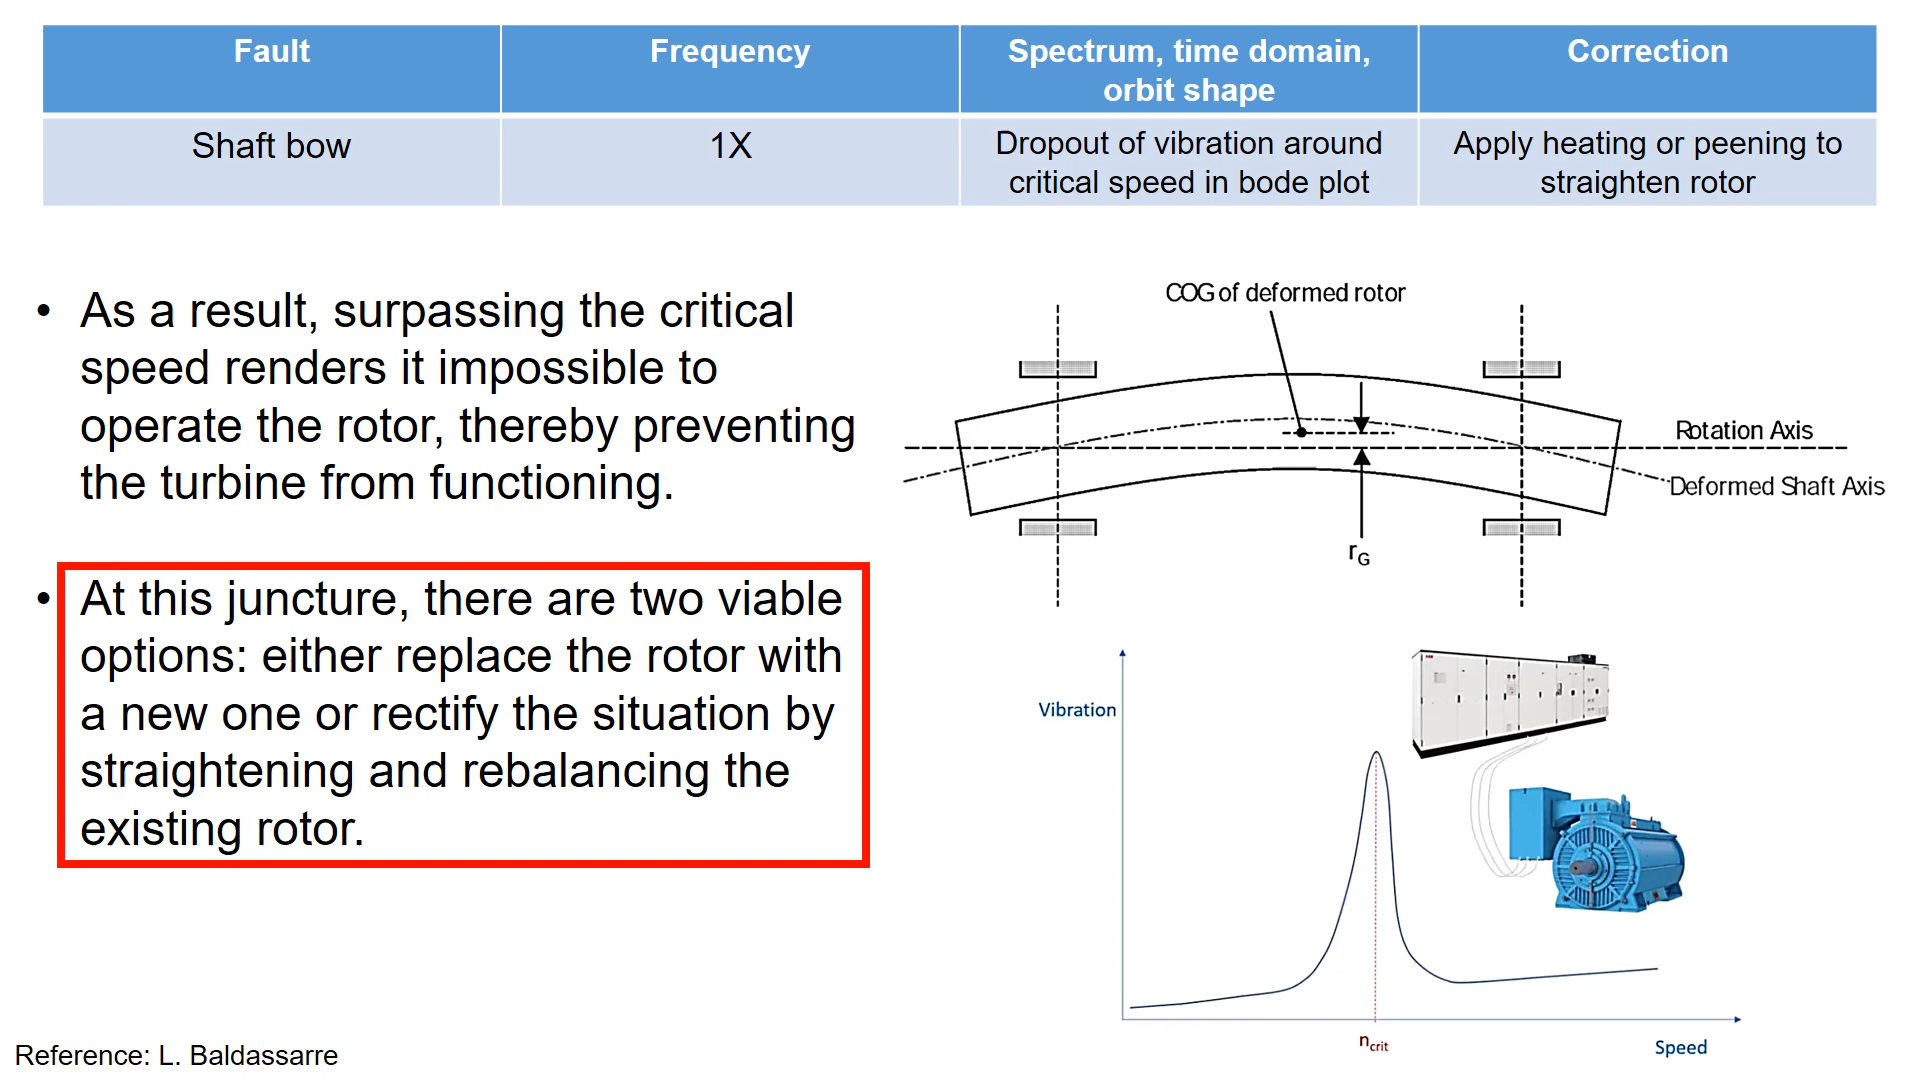 Fault
Frequency
Spectrum, time domain,
orbit shape
Correction
Shaft bow
1X
Dropout of vibration around
critical speed in bode plot
Apply heating or peening to
straighten rotor
• As a result, surpassing the critical
speed renders it impossible to
operate the rotor, thereby preventing
the turbine from functioning.
• At this juncture, there are two viable
options: either replace the rotor with
a new one or rectify the situation by
straightening and rebalancing the
existing rotor.
COG of deformed rotor
Rotation Axis
Deformed Shaft Axis
rG
Vibration
ncrit
Speed
Reference: L. Baldassarre